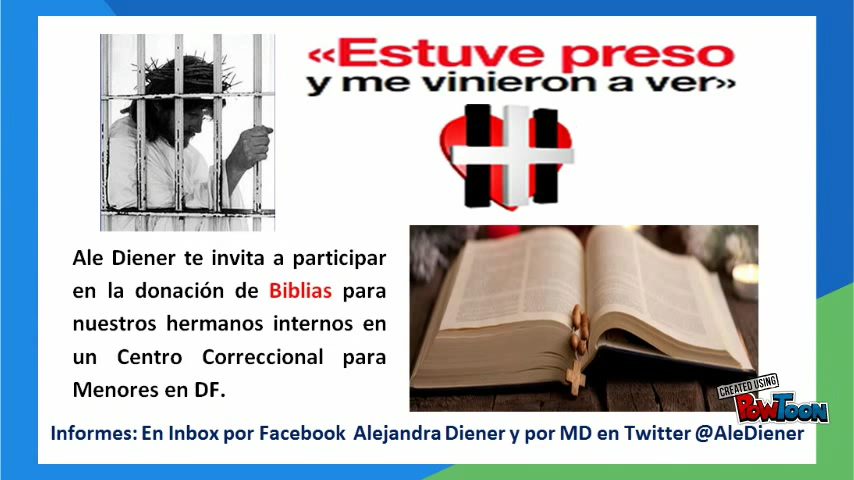 «Estuve preso
y me vinieron a ver»
Ale Diener te invita a participar
en la donación de Biblias para
nuestros hermanos internos en
un Centro Correccional para
Menores en DF.
CREATED USING
POWTOON
Informes: En Inbox por Facebook Alejandra Diener y por MD en Twitter @AleDiener